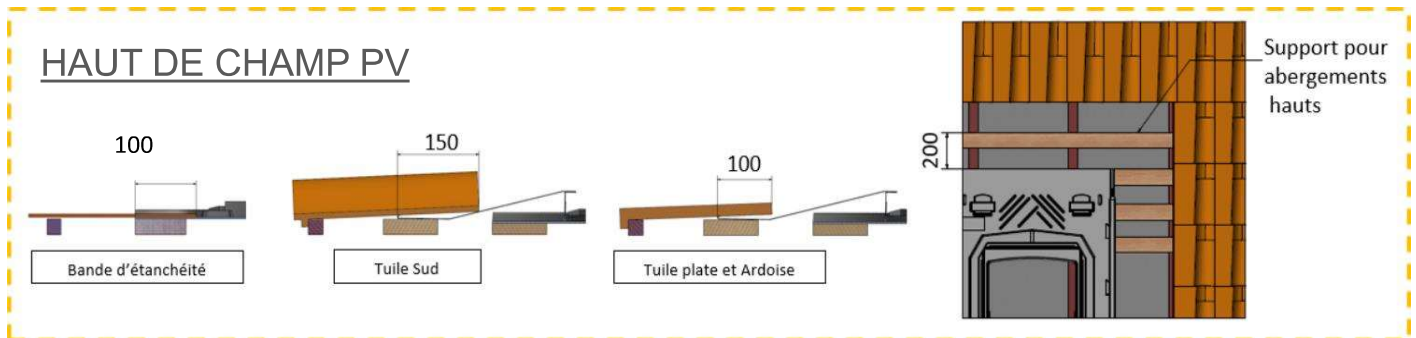 HAUT DE CHAMP PV
100
Bande d'étanchéité
150
Tuile Sud
100
Tuile plate et Ardoise
200
Support pour
abergements
hauts